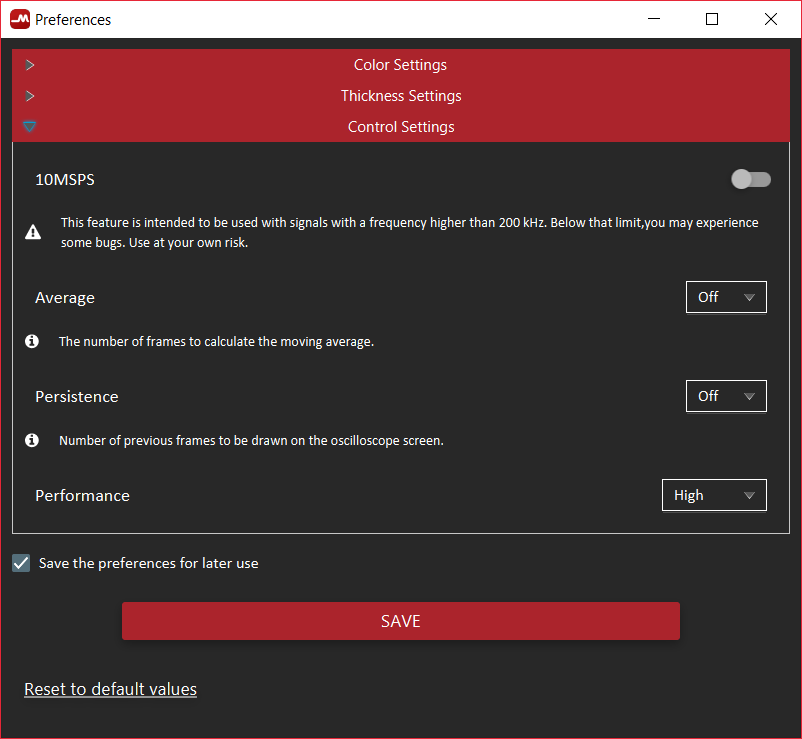 Preferences
Color Settings
Thickness Settings
Control Settings
10MSPS
This feature is intended to be used with signals with a frequency higher than 200 kHz. Below that limit,you may experience
some bugs. Use at your own risk.
Average
Off
The number of frames to calculate the moving average.
Persistence
Off
Number of previous frames to be drawn on the oscilloscope screen.
Performance
High
Save the preferences for later use
SAVE
Reset to default values